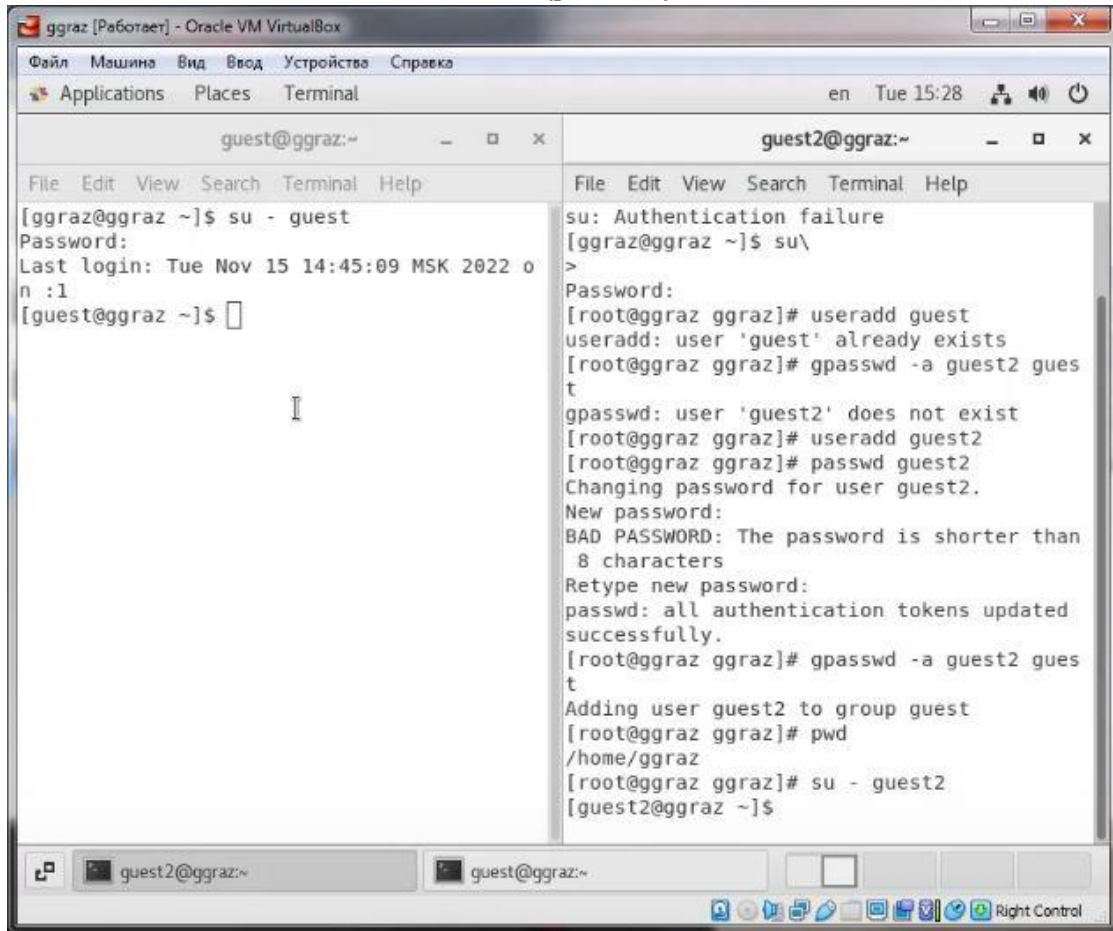 ggraz [Работает] - Oracle VM VirtualBox
Файл Машина Вид Ввод Устройства Справка
Applications Places Terminal en Tue 15:28
guest@ggraz:~
File Edit View Search Terminal Help
[ggraz@ggraz ~]$ su - guest
Password:
Last login: Tue Nov 15 14:45:09 MSK 2022 o
n :1
[guest@ggraz ~]$
guest2@ggraz:~
File Edit View Search Terminal Help
su: Authentication failure
[ggraz@ggraz ~]$ su\
>
Password:
[root@ggraz ggraz]# useradd guest
useradd: user 'guest' already exists
[root@ggraz ggraz]# gpasswd -a guest2 gues
t
gpasswd: user 'guest2' does not exist
[root@ggraz ggraz]# useradd guest2
[root@ggraz ggraz]# passwd guest2
Changing password for user guest2.
New password:
BAD PASSWORD: The password is shorter than
 8 characters
Retype new password:
passwd: all authentication tokens updated
successfully.
[root@ggraz ggraz]# gpasswd -a guest2 gues
t
Adding user guest2 to group guest
[root@ggraz ggraz]# pwd
/home/ggraz
[root@ggraz ggraz]# su - guest2
[guest2@ggraz ~]$
guest2@ggraz:~ guest@ggraz:~
Right Control